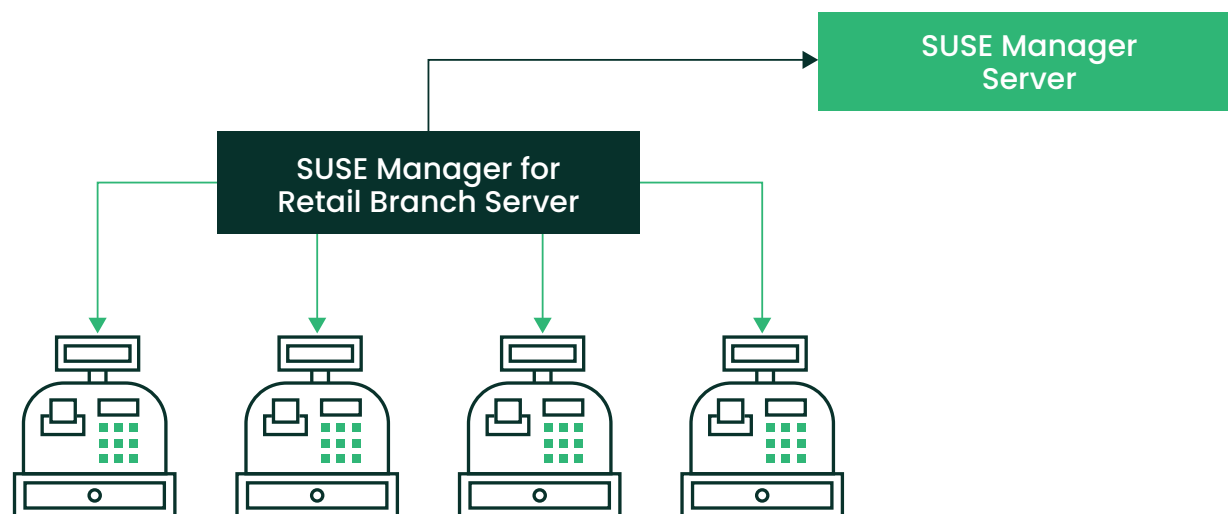 SUSE Manager
Server
SUSE Manager for
Retail Branch Server